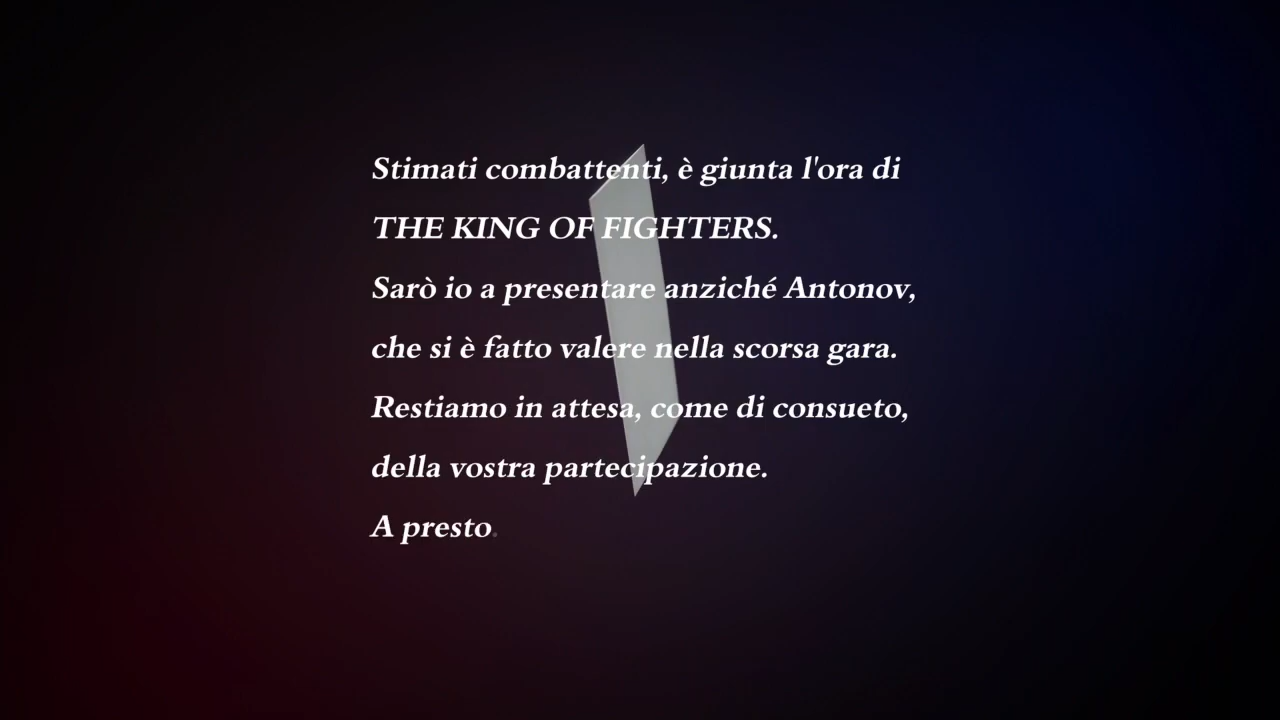 Stimati combattenti, è giunta l'ora di
THE KING OF FIGHTERS.
Sarò io a presentare anziché Antonov,
che si è fatto valere nella scorsa gara.
Restiamo in attesa, come di consueto,
della vostra partecipazione.
A presto.